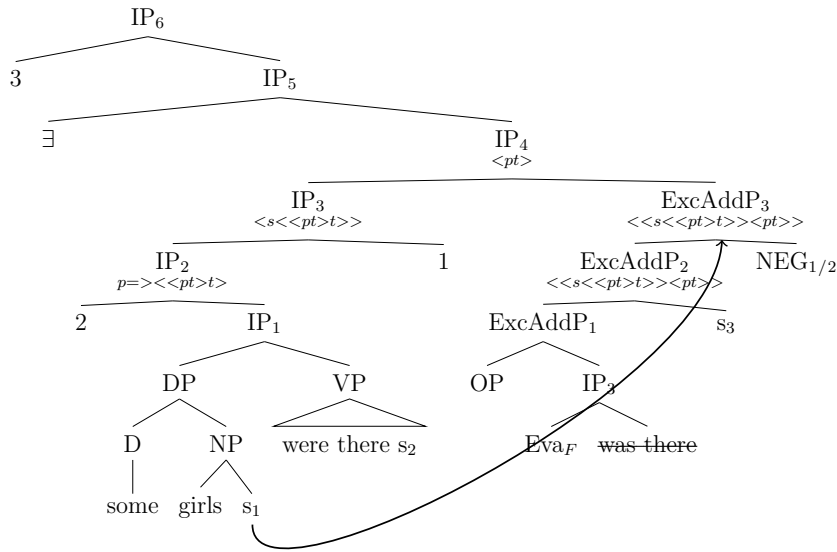 IP₆
3 IP₅
∃ IP₄
<pt>
IP₃ ExcAddP₃
<s<<pt>t>> <<s<<pt>t>><pt>>
IP₂ 1 ExcAddP₂ NEG₁/₂
p=><<pt>t> <<s<<pt>t>><pt>>
2 IP₁ ExcAddP₁ s₃
DP VP OP IP₃
D NP were there s₂ Eva_F was there
some girls s₁